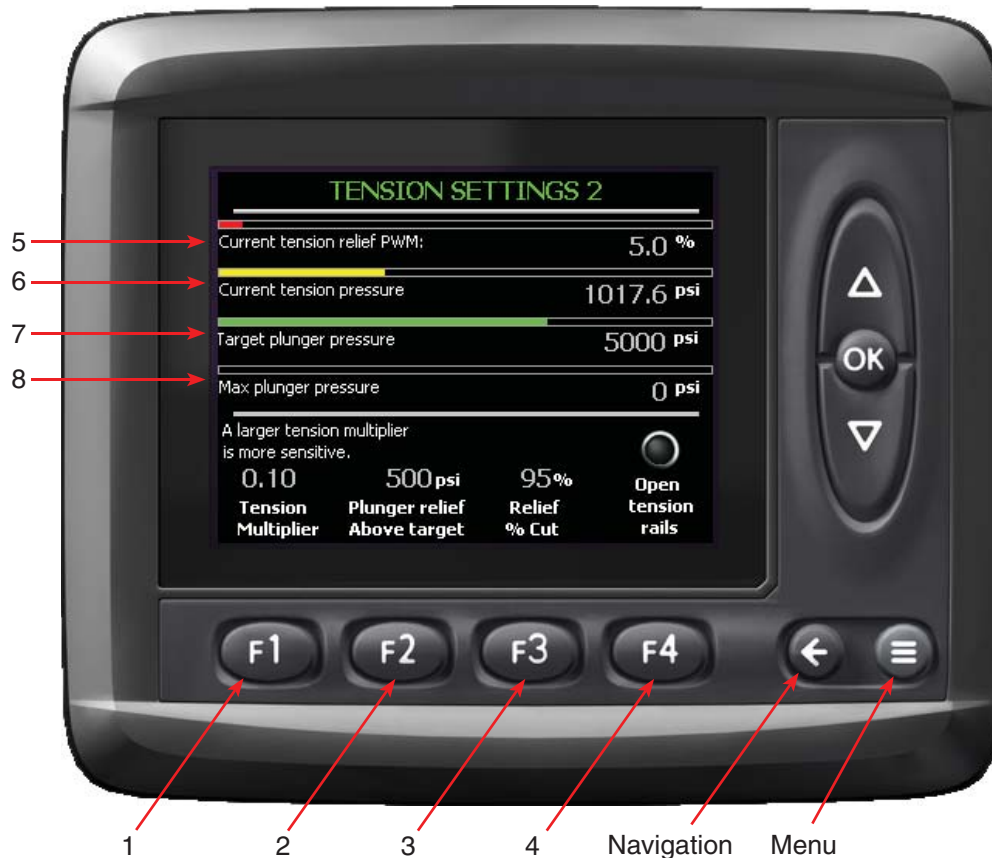 TENSION SETTINGS 2
5
Current tension relief PWM: 5.0 %
6
Current tension pressure 1017.6 psi
7
Target plunger pressure 5000 psi
8
Max plunger pressure 0 psi
A larger tension multiplier
is more sensitive.
0.10 500 psi 95%
Tension Multiplier
Plunger relief Above target
Relief % Cut
Open tension rails
OK
F1 F2 F3 F4
1 2 3 4 Navigation Menu